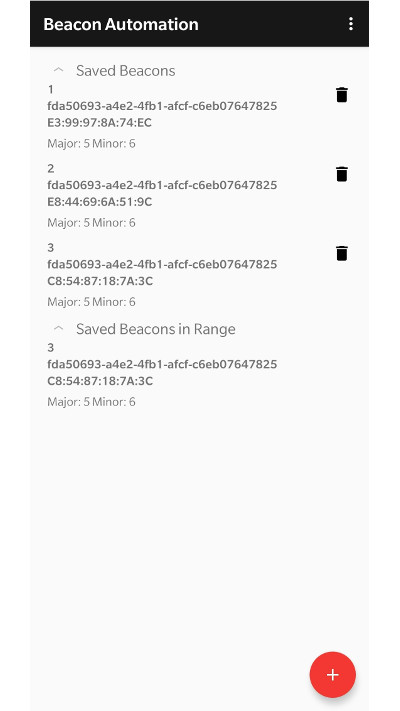 Beacon Automation
Saved Beacons
1
fda50693-a4e2-4fb1-afcf-c6eb07647825
E3:99:97:8A:74:EC
Major: 5 Minor: 6
2
fda50693-a4e2-4fb1-afcf-c6eb07647825
E8:44:69:6A:51:9C
Major: 5 Minor: 6
3
fda50693-a4e2-4fb1-afcf-c6eb07647825
C8:54:87:18:7A:3C
Major: 5 Minor: 6
Saved Beacons in Range
3
fda50693-a4e2-4fb1-afcf-c6eb07647825
C8:54:87:18:7A:3C
Major: 5 Minor: 6